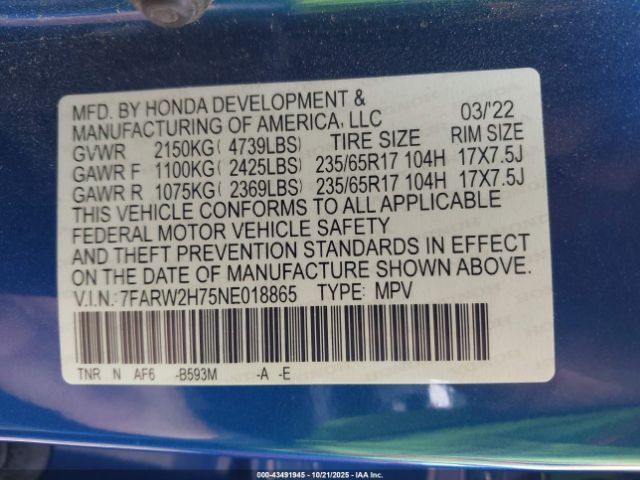 MFD. BY HONDA DEVELOPMENT &
MANUFACTURING OF AMERICA, LLC 03/'22
GVWR 2150KG( 4739LBS) TIRE SIZE RIM SIZE
GAWR F 1100KG( 2425LBS) 235/65R17 104H 17X7.5J
GAWR R 1075KG( 2369LBS) 235/65R17 104H 17X7.5J
THIS VEHICLE CONFORMS TO ALL APPLICABLE
FEDERAL MOTOR VEHICLE SAFETY
AND THEFT PREVENTION STANDARDS IN EFFECT
ON THE DATE OF MANUFACTURE SHOWN ABOVE.
V.I.N.:7FARW2H75NE018865 TYPE: MPV
TNR N AF6 -B593M -A -E
000-43491945 - 10/21/2025 - IAAI.COM